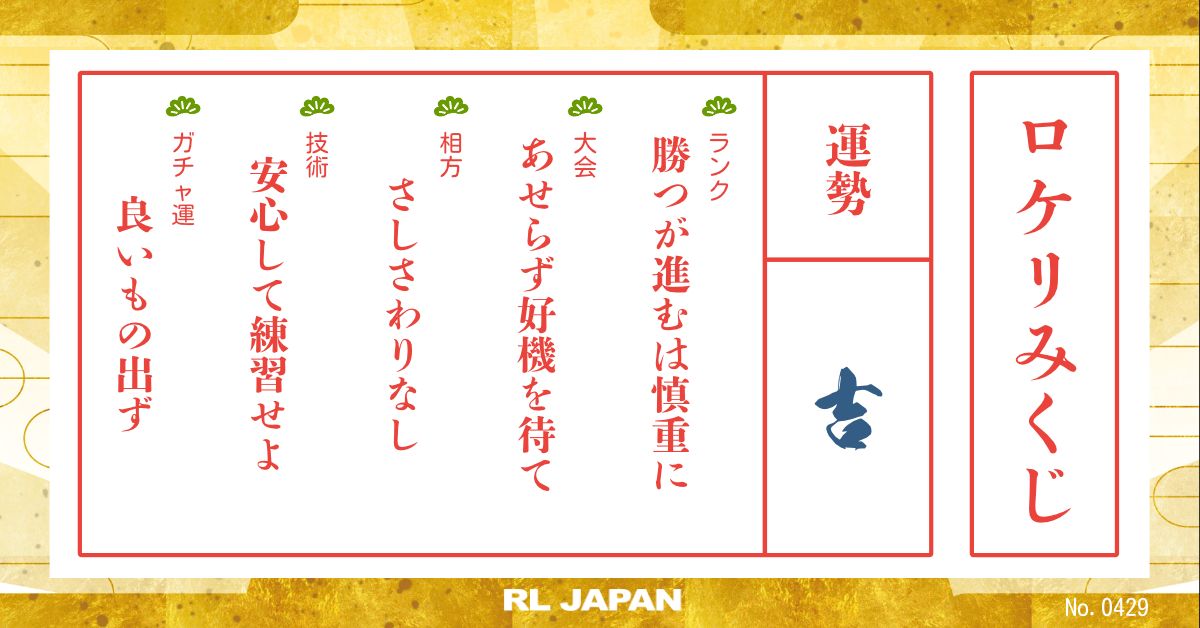 ロケリみくじ
運勢
吉
ランク
勝つが進むは慎重に
大会
あせらず好機を待て
相方
さしさわりなし
技術
安心して練習せよ
ガチャ運
良いもの出ず
RL JAPAN
No. 0429